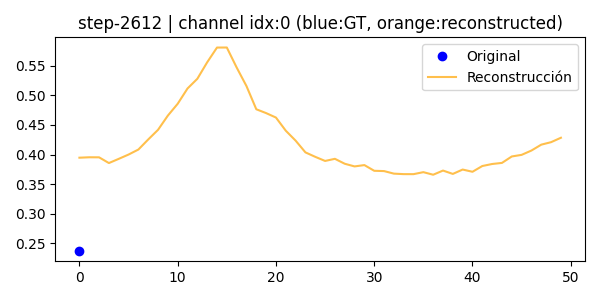 step-2612 | channel idx:0 (blue:GT, orange:reconstructed)
Original
Reconstrucción
0.55
0.50
0.45
0.40
0.35
0.30
0.25
0 10 20 30 40 50